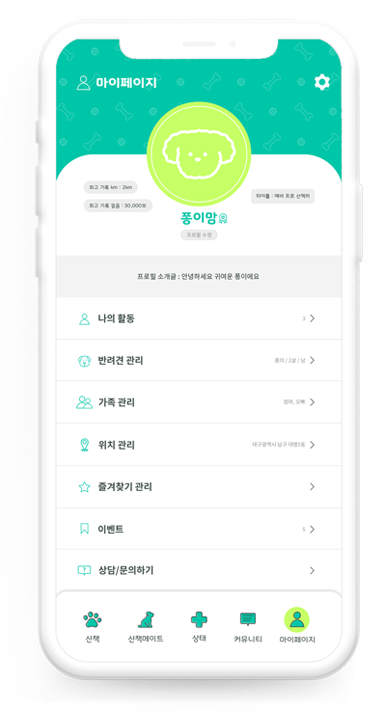 마이페이지
최고 기록 km : 2km
최고 기록 걸음 : 30,000보
타이틀 : 예비 프로 산책러
퐁이맘
프로필 수정
프로필 소개글 : 안녕하세요 귀여운 퐁이에요
나의 활동 3
반려견 관리 퐁이 / 2살 / 남
가족 관리 엄마, 오빠
위치 관리 대구광역시 남구 대명5동
즐겨찾기 관리
이벤트 5
상담/문의하기
산책 산책메이트 상태 커뮤니티 마이페이지